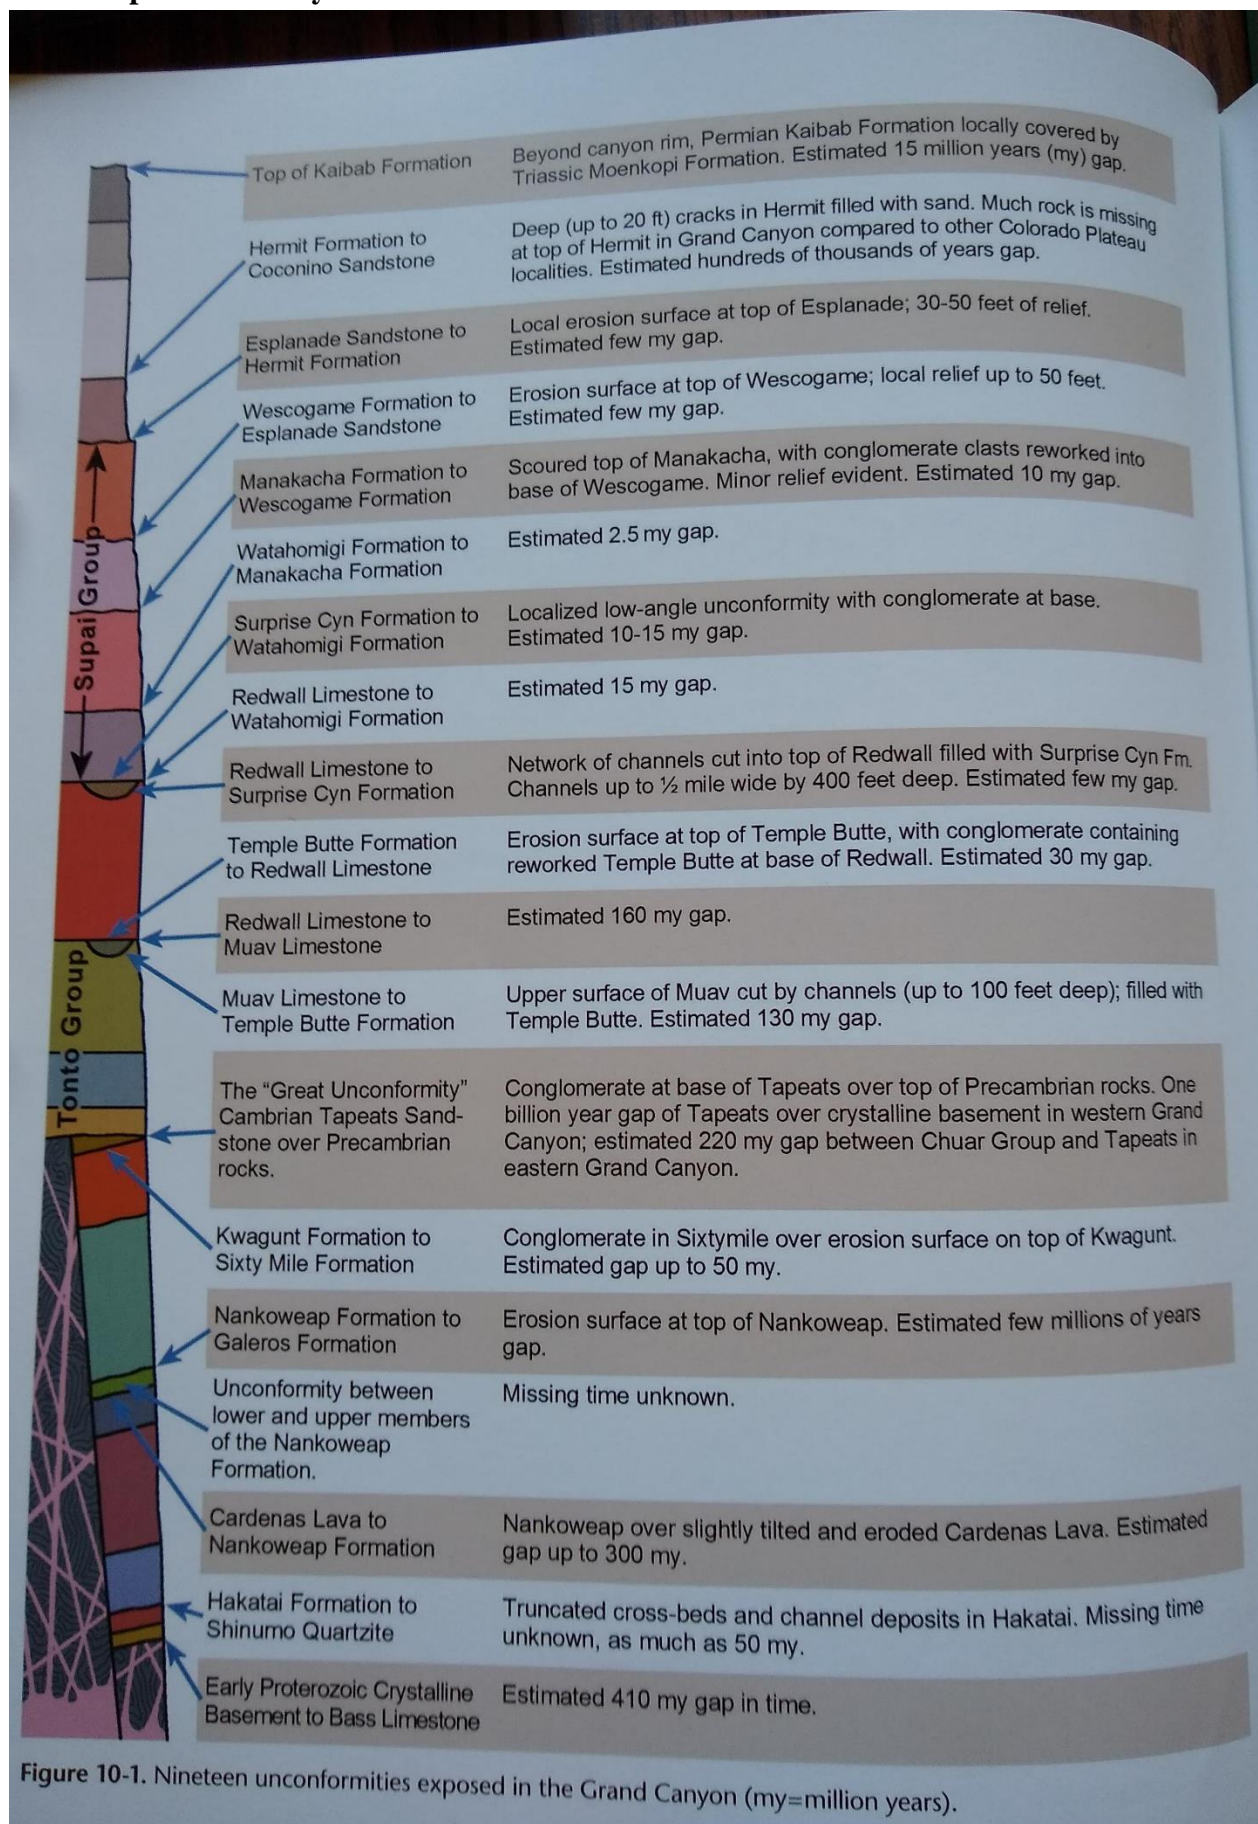 Top of Kaibab Formation
Beyond canyon rim, Permian Kaibab Formation locally covered by
Triassic Moenkopi Formation. Estimated 15 million years (my) gap.
Hermit Formation to
Coconino Sandstone
Deep (up to 20 ft) cracks in Hermit filled with sand. Much rock is missing
at top of Hermit in Grand Canyon compared to other Colorado Plateau
localities. Estimated hundreds of thousands of years gap.
Esplanade Sandstone to
Hermit Formation
Local erosion surface at top of Esplanade; 30-50 feet of relief.
Estimated few my gap.
Wescogame Formation to
Esplanade Sandstone
Erosion surface at top of Wescogame; local relief up to 50 feet.
Estimated few my gap.
Manakacha Formation to
Wescogame Formation
Scoured top of Manakacha, with conglomerate clasts reworked into
base of Wescogame. Minor relief evident. Estimated 10 my gap.
Watahomigi Formation to
Manakacha Formation
Estimated 2.5 my gap.
Supai Group
Surprise Cyn Formation to
Watahomigi Formation
Localized low-angle unconformity with conglomerate at base.
Estimated 10-15 my gap.
Redwall Limestone to
Watahomigi Formation
Estimated 15 my gap.
Redwall Limestone to
Surprise Cyn Formation
Network of channels cut into top of Redwall filled with Surprise Cyn Fm.
Channels up to ½ mile wide by 400 feet deep. Estimated few my gap.
Temple Butte Formation
to Redwall Limestone
Erosion surface at top of Temple Butte, with conglomerate containing
reworked Temple Butte at base of Redwall. Estimated 30 my gap.
Redwall Limestone to
Muav Limestone
Estimated 160 my gap.
Tonto Group
Muav Limestone to
Temple Butte Formation
Upper surface of Muav cut by channels (up to 100 feet deep); filled with
Temple Butte. Estimated 130 my gap.
The “Great Unconformity”
Cambrian Tapeats Sand-
stone over Precambrian
rocks.
Conglomerate at base of Tapeats over top of Precambrian rocks. One
billion year gap of Tapeats over crystalline basement in western Grand
Canyon; estimated 220 my gap between Chuar Group and Tapeats in
eastern Grand Canyon.
Kwagunt Formation to
Sixty Mile Formation
Conglomerate in Sixtymile over erosion surface on top of Kwagunt.
Estimated gap up to 50 my.
Nankoweap Formation to
Galeros Formation
Erosion surface at top of Nankoweap. Estimated few millions of years
gap.
Unconformity between
lower and upper members
of the Nankoweap
Formation.
Missing time unknown.
Cardenas Lava to
Nankoweap Formation
Nankoweap over slightly tilted and eroded Cardenas Lava. Estimated
gap up to 300 my.
Hakatai Formation to
Shinumo Quartzite
Truncated cross-beds and channel deposits in Hakatai. Missing time
unknown, as much as 50 my.
Early Proterozoic Crystalline
Basement to Bass Limestone
Estimated 410 my gap in time.
Figure 10-1. Nineteen unconformities exposed in the Grand Canyon (my=million years).